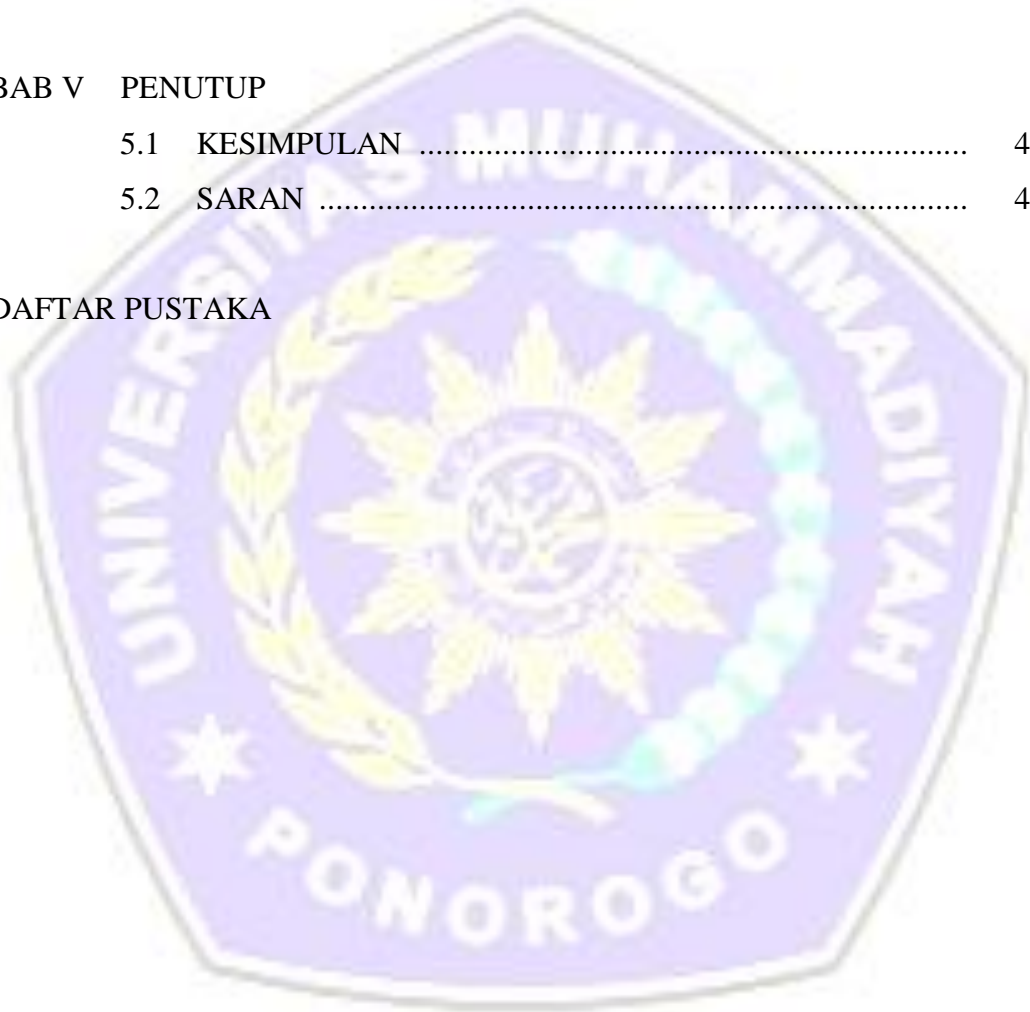 BAB V PENUTUP
5.1 KESIMPULAN .................................................................. 4
5.2 SARAN .............................................................................. 4
DAFTAR PUSTAKA
UNIVERSITAS MUHAMMADIYAH
PONOROGO